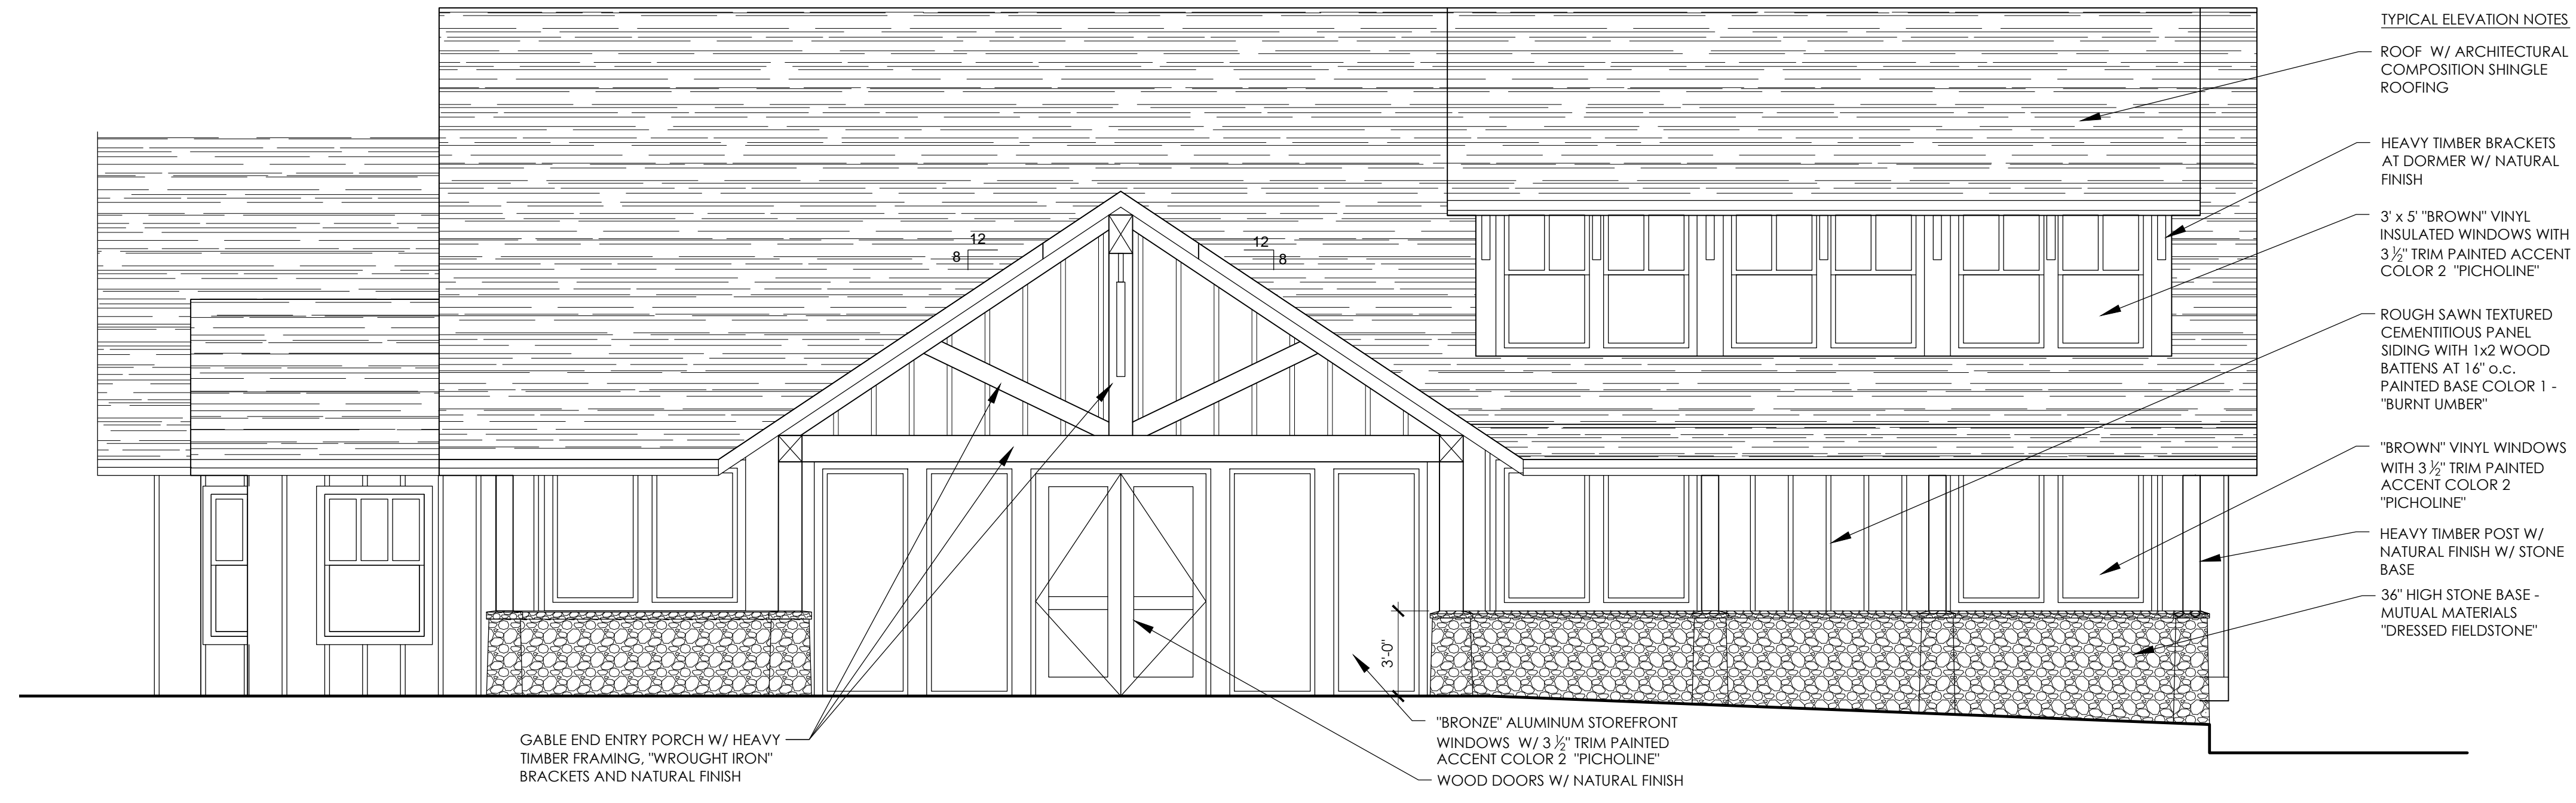 TYPICAL ELEVATION NOTES
ROOF W/ ARCHITECTURAL
COMPOSITION SHINGLE
ROOFING
HEAVY TIMBER BRACKETS
AT DORMER W/ NATURAL
FINISH
3' x 5' "BROWN" VINYL
INSULATED WINDOWS WITH
3 ½" TRIM PAINTED ACCENT
COLOR 2 "PICHOLINE"
ROUGH SAWN TEXTURED
CEMENTITIOUS PANEL
SIDING WITH 1x2 WOOD
BATTENS AT 16" o.c.
PAINTED BASE COLOR 1 -
"BURNT UMBER"
"BROWN" VINYL WINDOWS
WITH 3 ½" TRIM PAINTED
ACCENT COLOR 2
"PICHOLINE"
HEAVY TIMBER POST W/
NATURAL FINISH W/ STONE
BASE
36" HIGH STONE BASE -
MUTUAL MATERIALS
"DRESSED FIELDSTONE"
12
8
12
8
3'-0"
GABLE END ENTRY PORCH W/ HEAVY
TIMBER FRAMING, "WROUGHT IRON"
BRACKETS AND NATURAL FINISH
"BRONZE" ALUMINUM STOREFRONT
WINDOWS W/ 3 ½" TRIM PAINTED
ACCENT COLOR 2 "PICHOLINE"
WOOD DOORS W/ NATURAL FINISH